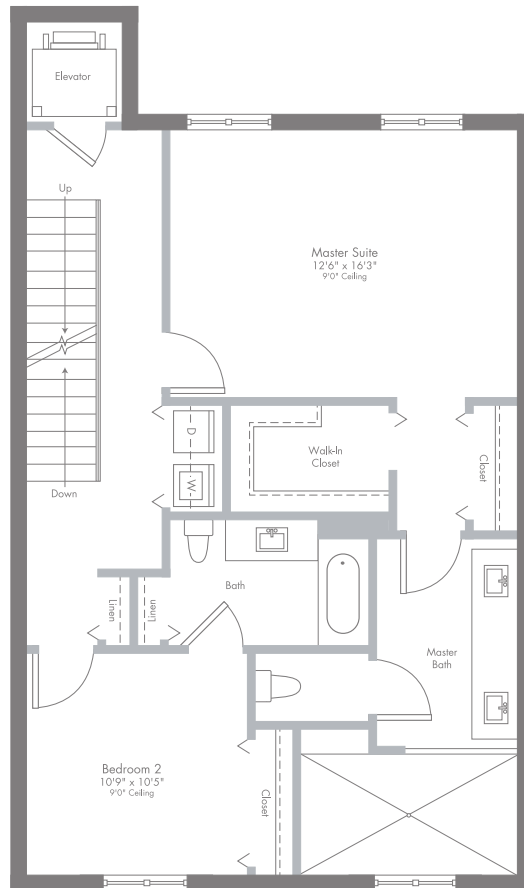 Elevator
Up
Master Suite
12'6" x 16'3"
9'0" Ceiling
D
Walk-In
Closet
Closet
W
Down
Bath
Linen
Linen
Master
Bath
Bedroom 2
10'9" x 10'5"
9'0" Ceiling
Closet